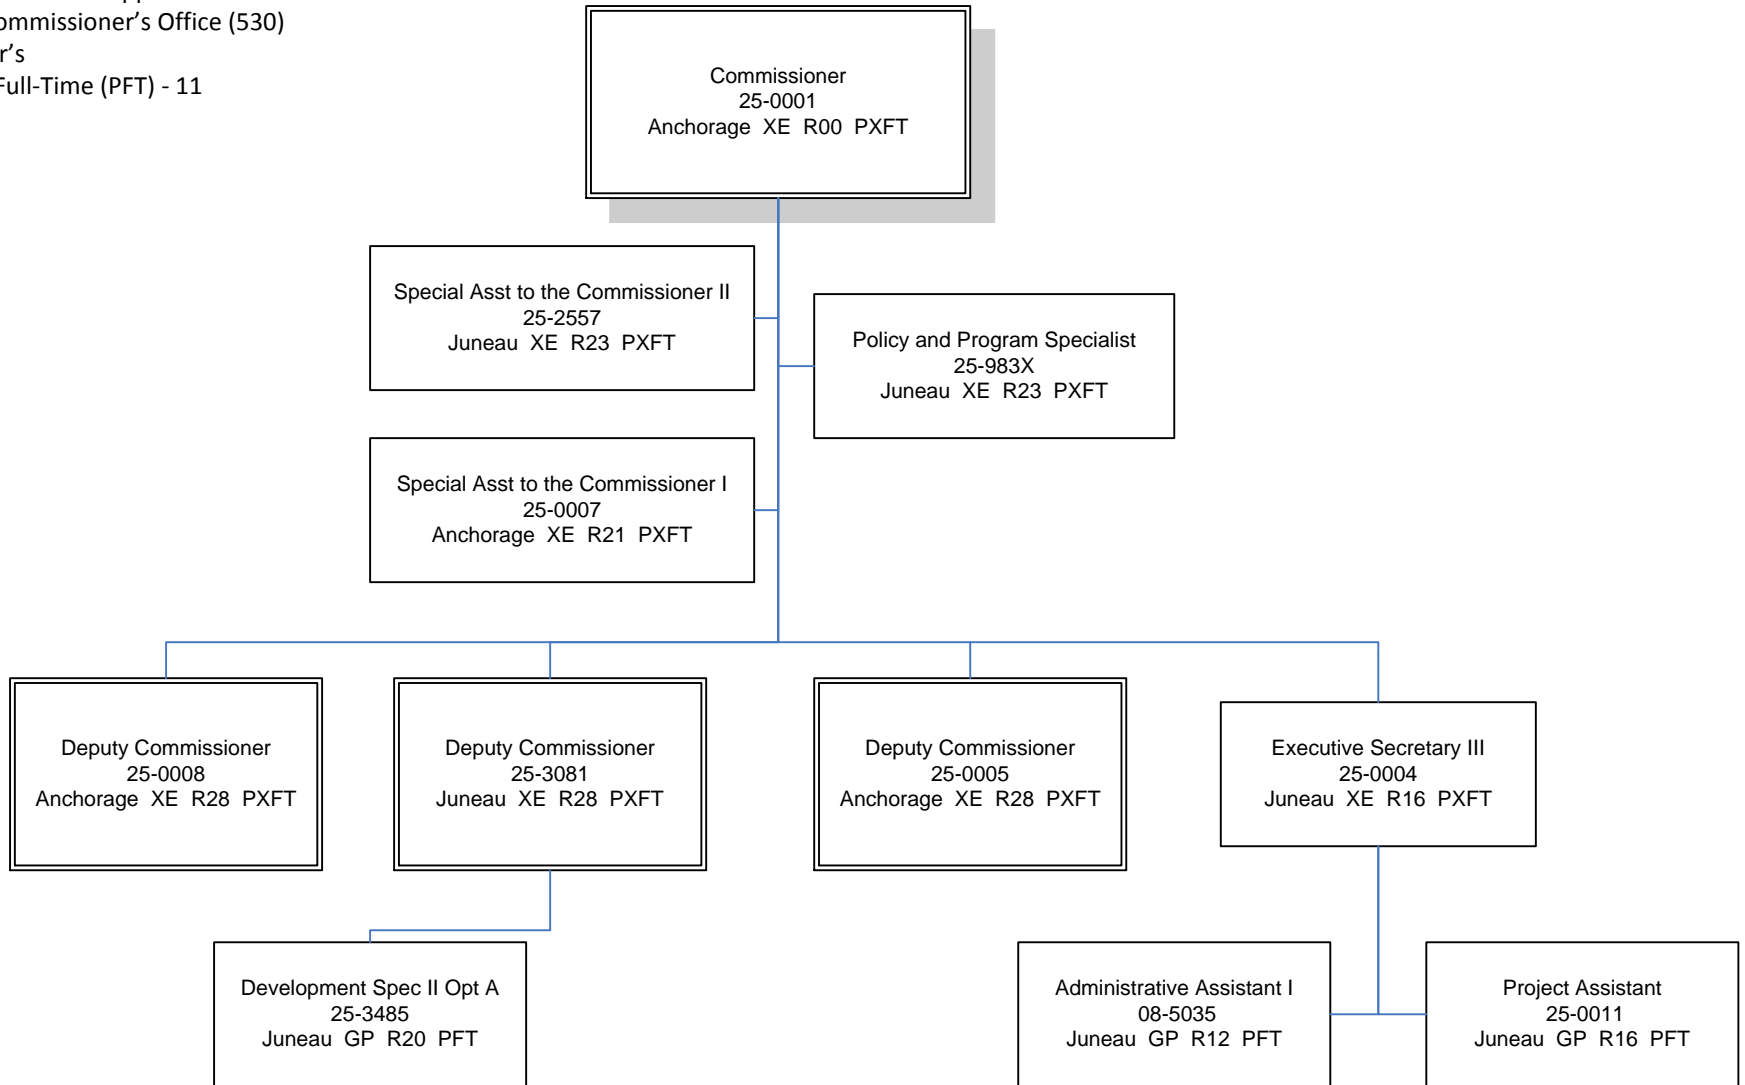 ommissioner’s Office (530)
r’s
Full-Time (PFT) - 11
Commissioner
25-0001
Anchorage XE R00 PXFT
Special Asst to the Commissioner II
25-2557
Juneau XE R23 PXFT
Policy and Program Specialist
25-983X
Juneau XE R23 PXFT
Special Asst to the Commissioner I
25-0007
Anchorage XE R21 PXFT
Deputy Commissioner
25-0008
Anchorage XE R28 PXFT
Deputy Commissioner
25-3081
Juneau XE R28 PXFT
Deputy Commissioner
25-0005
Anchorage XE R28 PXFT
Executive Secretary III
25-0004
Juneau XE R16 PXFT
Development Spec II Opt A
25-3485
Juneau GP R20 PFT
Administrative Assistant I
08-5035
Juneau GP R12 PFT
Project Assistant
25-0011
Juneau GP R16 PFT